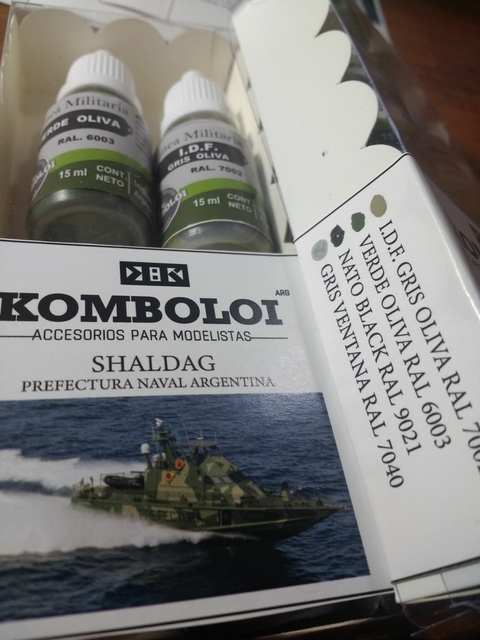 Militaria
VERDE OLIVA
RAL. 6003
15 ml
CONT
NETO
Militaria
I.D.F.
GRIS OLIVA
RAL. 7002
15 ml
CONT
NETO
KOMBOLOI ARG
ACCESORIOS PARA MODELISTAS
SHALDAG
PREFECTURA NAVAL ARGENTINA
I.D.F. GRIS OLIVA RAL 7002
VERDE OLIVA RAL 6003
NATO BLACK RAL 9021
GRIS VENTANA RAL 7040